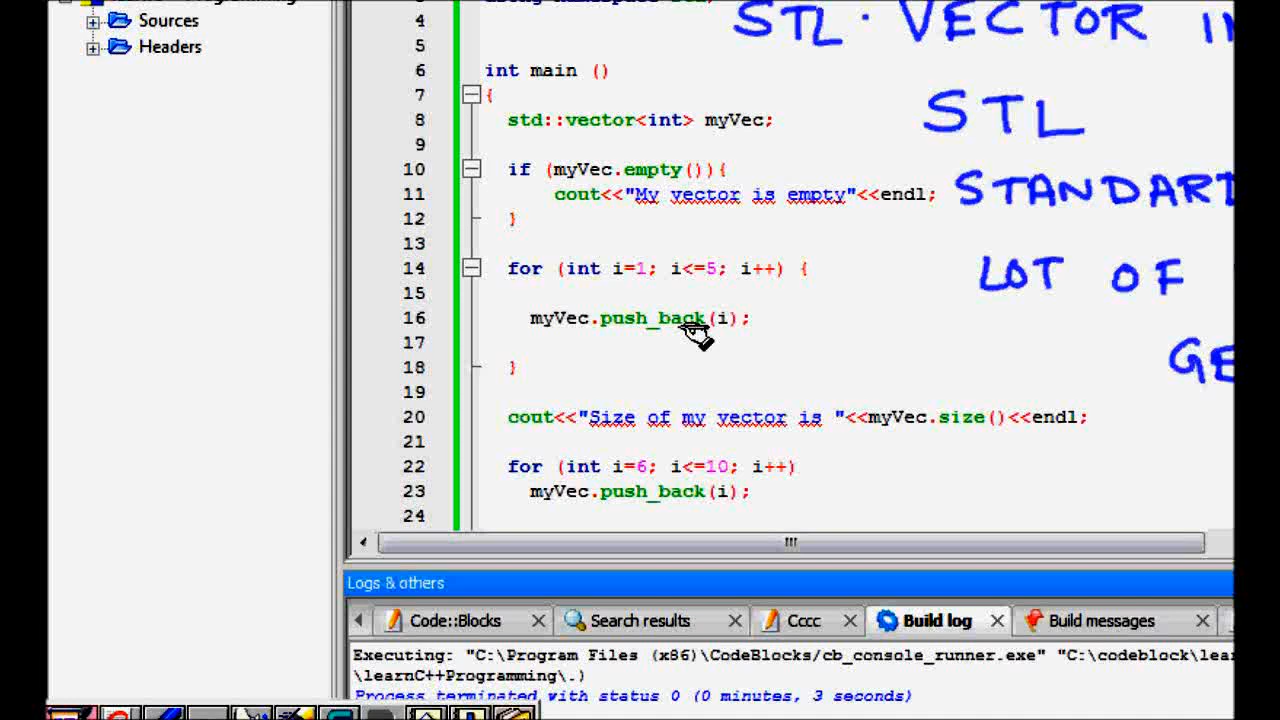 Sources
Headers
4
5
6 int main ()
7 {
8 std::vector<int> myVec;
9
10 if (myVec.empty()){
11 cout<<"My vector is empty"<<endl;
12 }
13
14 for (int i=1; i<=5; i++) {
15
16 myVec.push_back(i);
17
18 }
19
20 cout<<"Size of my vector is "<<myVec.size()<<endl;
21
22 for (int i=6; i<=10; i++)
23 myVec.push_back(i);
24
STL. VECTOR IN
STL
STANDARD
LOT OF
GE
Logs & others
Code::Blocks Search results Cccc Build log Build messages
Executing: "C:\Program Files (x86)\CodeBlocks/cb_console_runner.exe" "C:\codeblock\lear
\learnC++Programming\.)
Process terminated with status 0 (0 minutes, 3 seconds)